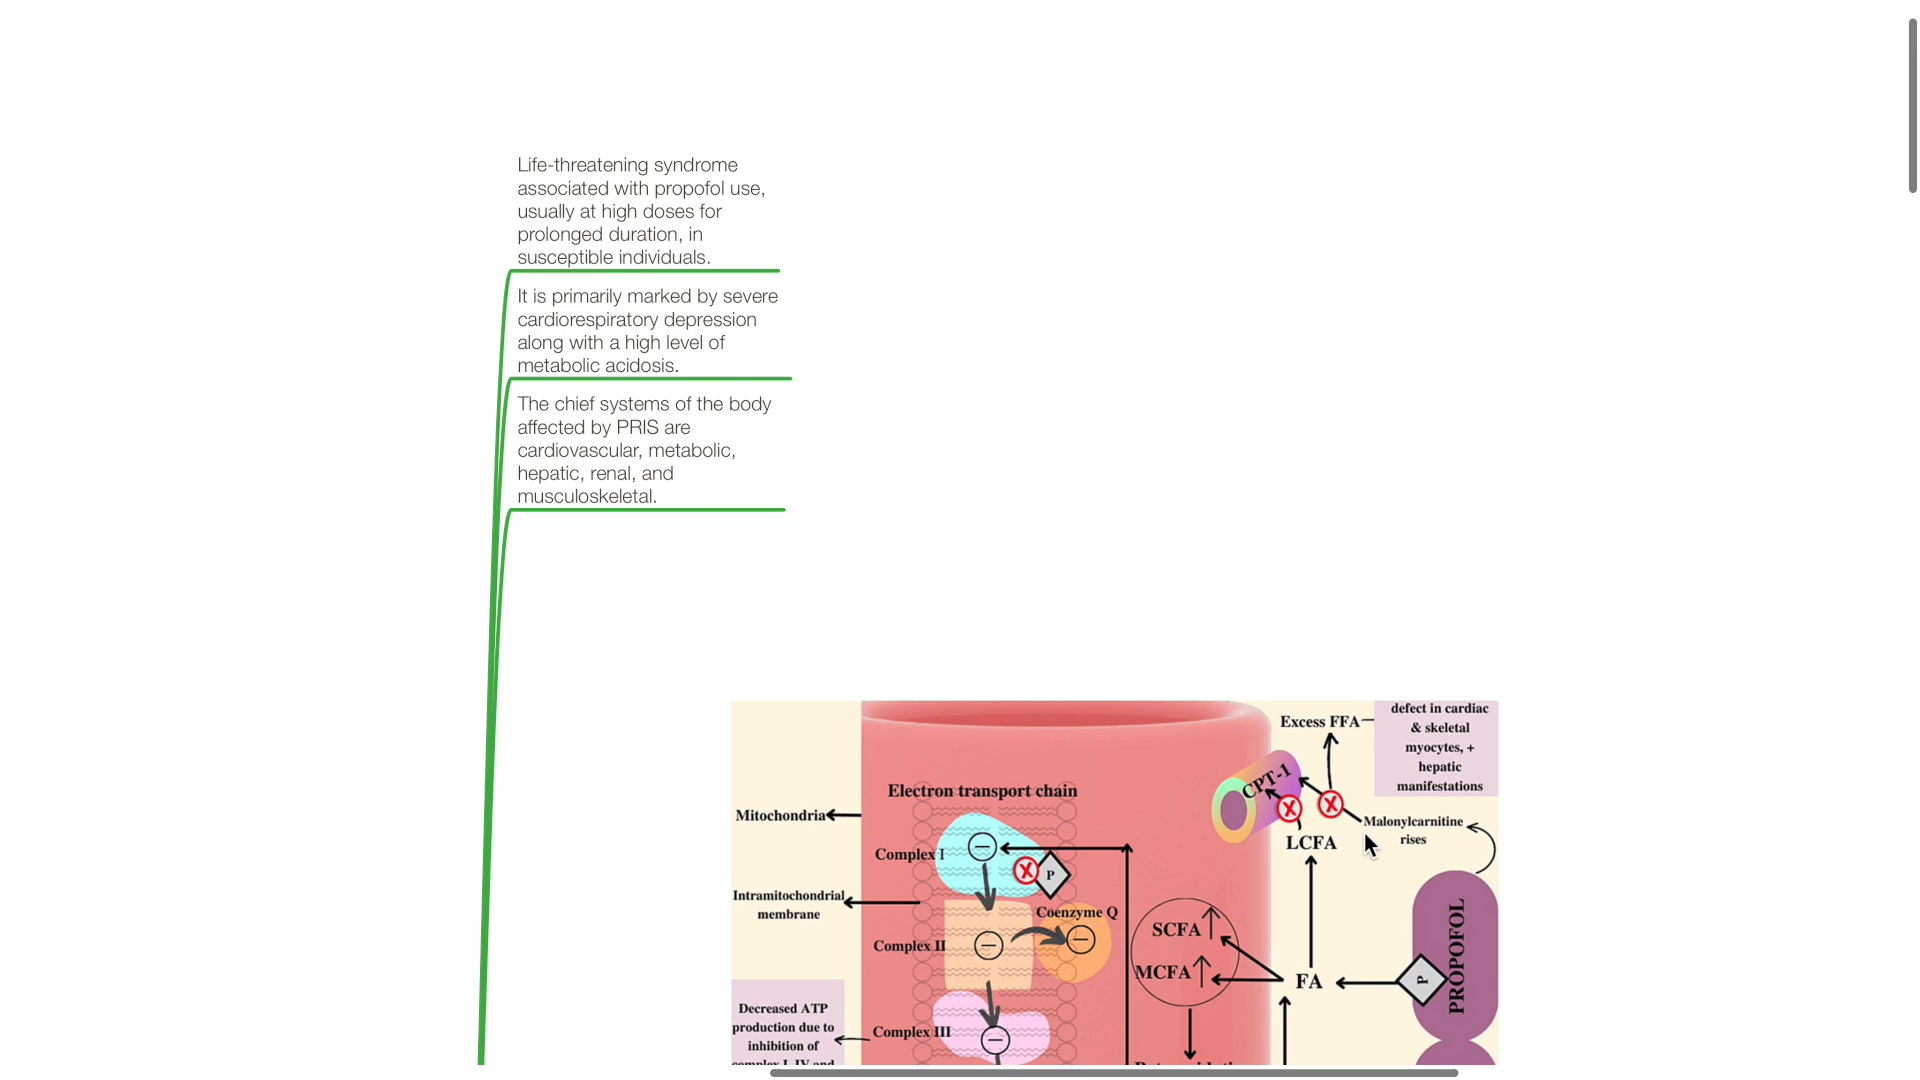 Life-threatening syndrome
associated with propofol use,
usually at high doses for
prolonged duration, in
susceptible individuals.
It is primarily marked by severe
cardiorespiratory depression
along with a high level of
metabolic acidosis.
The chief systems of the body
affected by PRIS are
cardiovascular, metabolic,
hepatic, renal, and
musculoskeletal.
Excess FFA
defect in cardiac
& skeletal
myocytes, +
hepatic
manifestations
CPT-1
X
X
Malonylcarnitine
rises
LCFA
Electron transport chain
Mitochondria
Complex I
X
P
Intramitochondrial
membrane
Coenzyme Q
Complex II
SCFA
MCFA
FA
P
PROPOFOL
Decreased ATP
production due to
inhibition of
complex I, IV and
Complex III